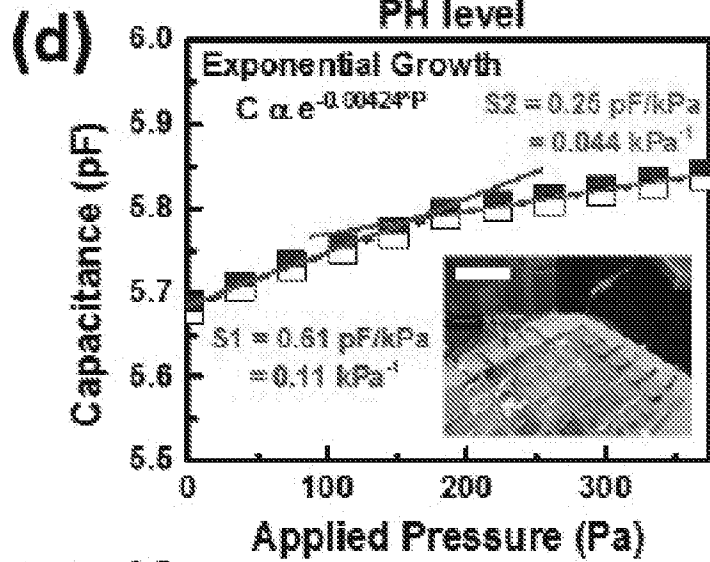 PH level
(d)
6.0
5.9
5.8
5.7
5.6
5.5
Capacitance (pF)
Exponential Growth
C α e^-0.00424*P
S2 = 0.25 pF/kPa
= 0.044 kPa^-1
S1 = 0.61 pF/kPa
= 0.11 kPa^-1
0 100 200 300
Applied Pressure (Pa)